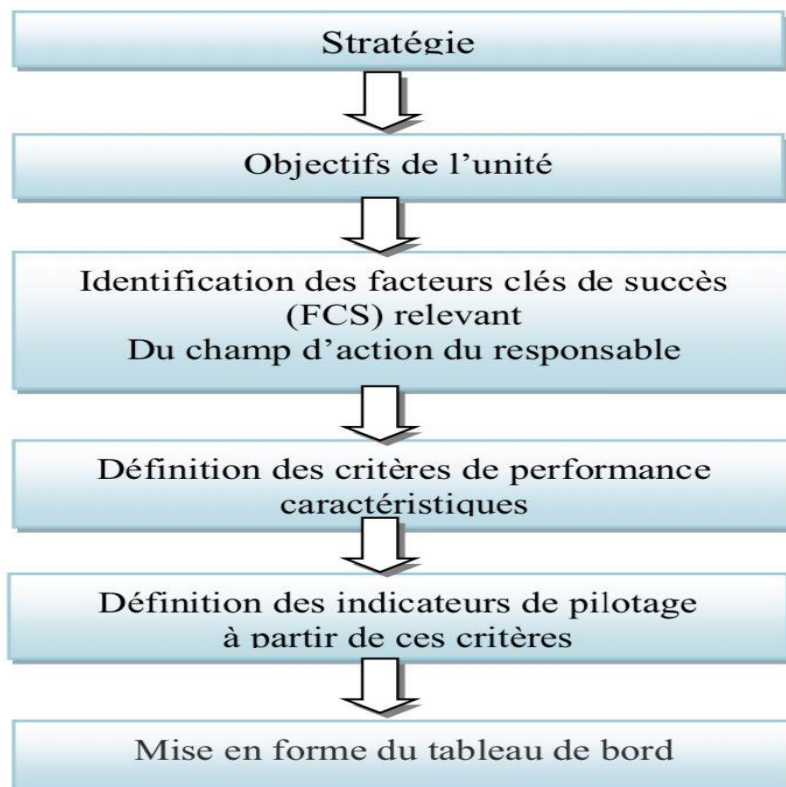 Stratégie
Objectifs de l’unité
Identification des facteurs clés de succès
(FCS) relevant
Du champ d’action du responsable
Définition des critères de performance
caractéristiques
Définition des indicateurs de pilotage
à partir de ces critères
Mise en forme du tableau de bord